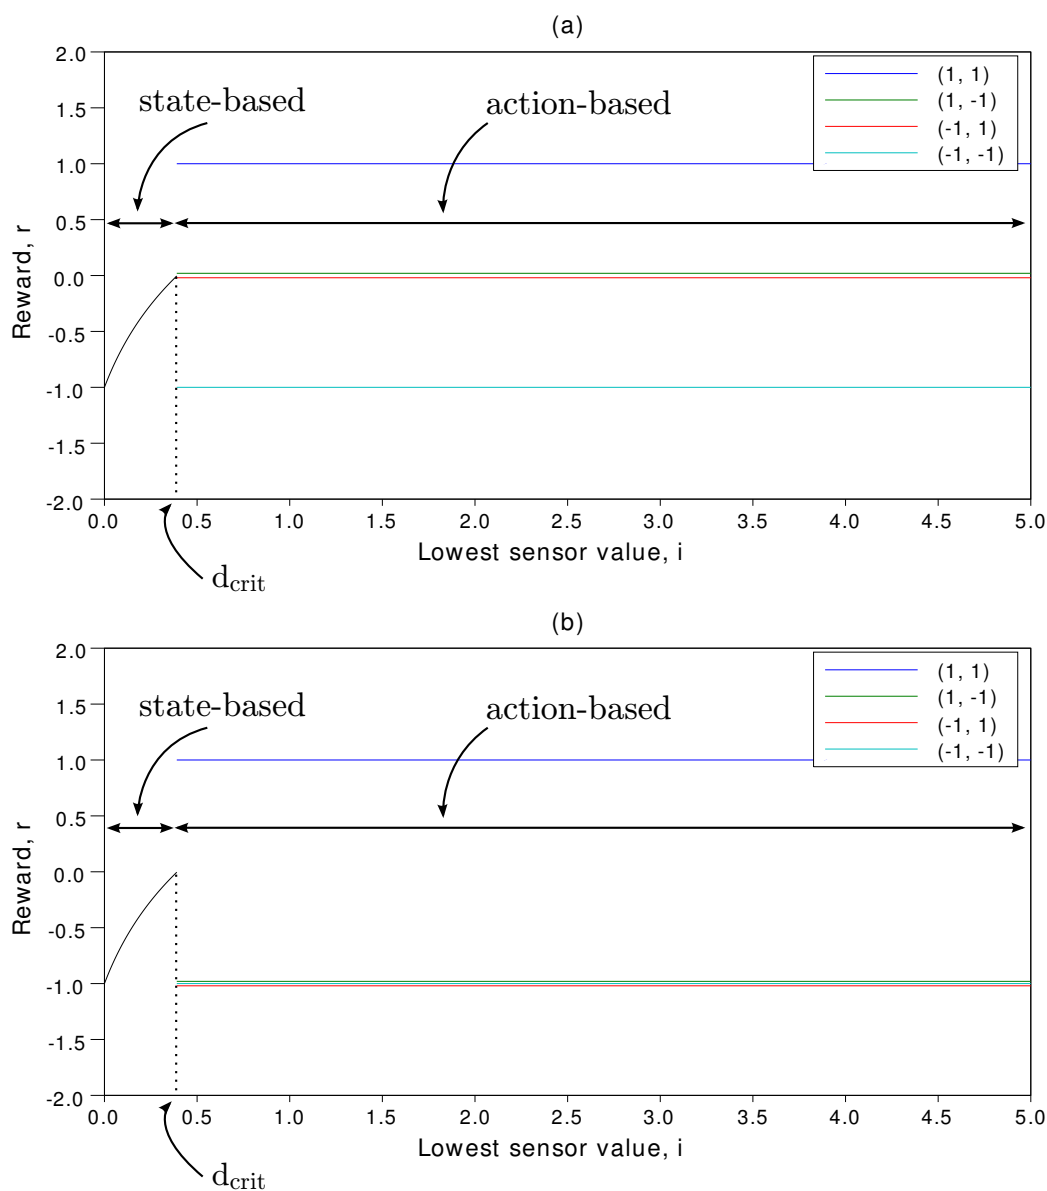 (a)
2.0
1.5
1.0
0.5
0.0
-0.5
-1.0
-1.5
-2.0
Reward, r
state-based
action-based
(1, 1)
(1, -1)
(-1, 1)
(-1, -1)
0.0 0.5 1.0 1.5 2.0 2.5 3.0 3.5 4.0 4.5 5.0
Lowest sensor value, i
dcrit
(b)
2.0
1.5
1.0
0.5
0.0
-0.5
-1.0
-1.5
-2.0
Reward, r
state-based
action-based
(1, 1)
(1, -1)
(-1, 1)
(-1, -1)
0.0 0.5 1.0 1.5 2.0 2.5 3.0 3.5 4.0 4.5 5.0
Lowest sensor value, i
dcrit